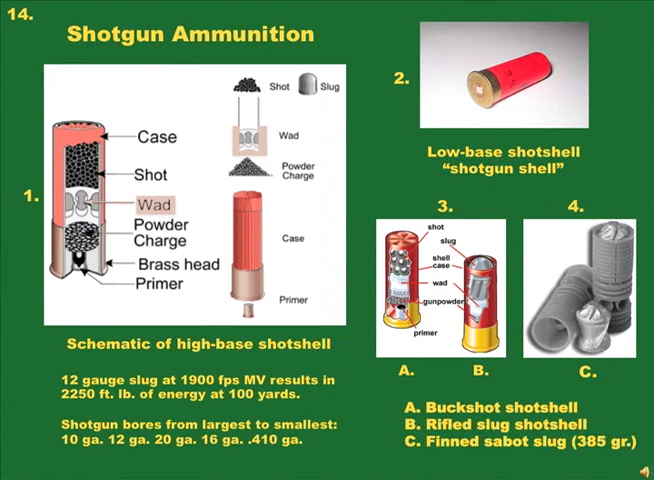 14.
Shotgun Ammunition
1.
Case
Shot
Wad
Powder
Charge
Brass head
Primer
Shot
Slug
Wad
Powder
Charge
Case
Primer
Schematic of high-base shotshell
12 gauge slug at 1900 fps MV results in
2250 ft. lb. of energy at 100 yards.
Shotgun bores from largest to smallest:
10 ga. 12 ga. 20 ga. 16 ga. .410 ga.
2.
Low-base shotshell
“shotgun shell”
3.
shot
slug
shell
case
wad
gunpowder
primer
A.
B.
4.
C.
A. Buckshot shotshell
B. Rifled slug shotshell
C. Finned sabot slug (385 gr.)